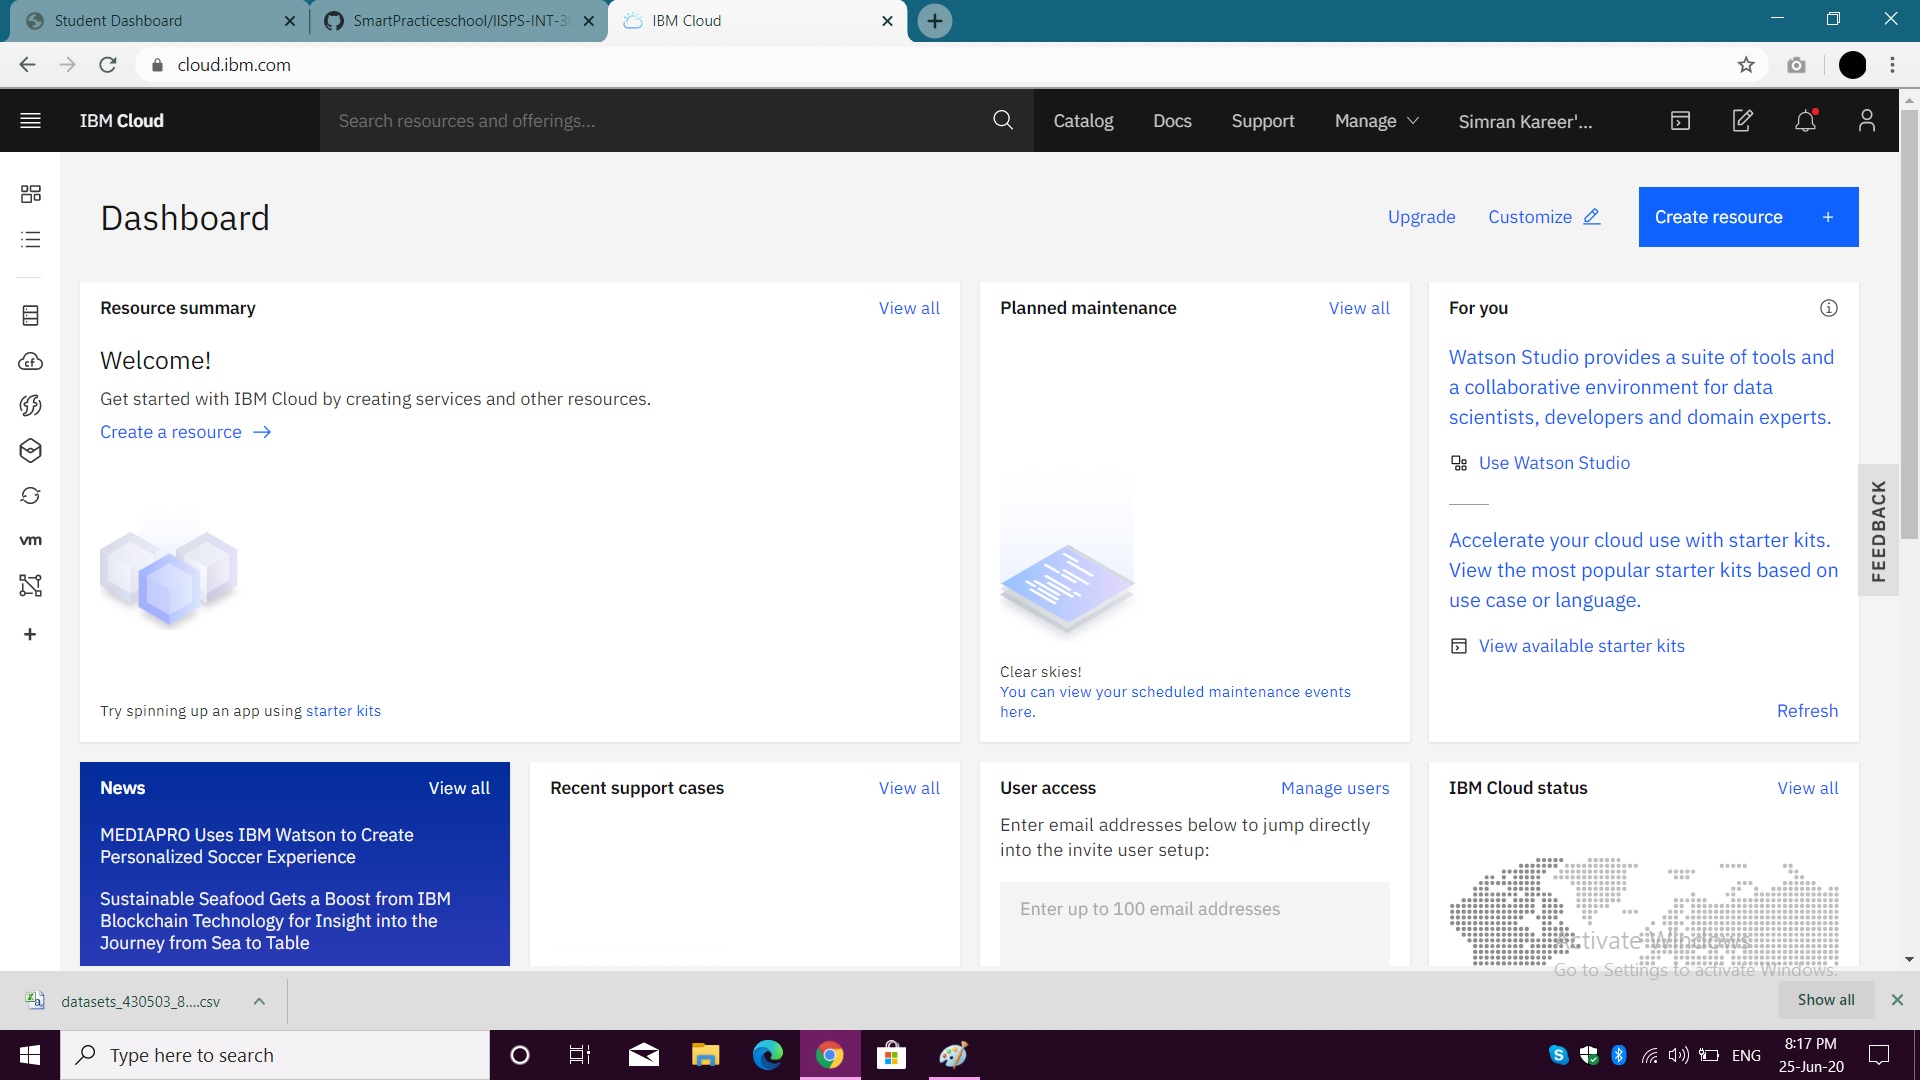 Student Dashboard
SmartPracticeschool/IISPS-INT-30
IBM Cloud
cloud.ibm.com
IBM Cloud
Search resources and offerings...
Catalog
Docs
Support
Manage
Simran Kareer'...
Dashboard
Upgrade
Customize
Create resource +
Resource summary
View all
Welcome!
Get started with IBM Cloud by creating services and other resources.
Create a resource →
Try spinning up an app using starter kits
Planned maintenance
View all
Clear skies!
You can view your scheduled maintenance events
here.
For you
Watson Studio provides a suite of tools and
a collaborative environment for data
scientists, developers and domain experts.
Use Watson Studio
Accelerate your cloud use with starter kits.
View the most popular starter kits based on
use case or language.
View available starter kits
Refresh
FEEDBACK
cf
vm
+
News
View all
MEDIAPRO Uses IBM Watson to Create
Personalized Soccer Experience
Sustainable Seafood Gets a Boost from IBM
Blockchain Technology for Insight into the
Journey from Sea to Table
Recent support cases
View all
User access
Manage users
Enter email addresses below to jump directly
into the invite user setup:
Enter up to 100 email addresses
IBM Cloud status
View all
Activate Windows
Go to Settings to activate Windows.
datasets_430503_8....csv
Show all
Type here to search
ENG
8:17 PM
25-Jun-20